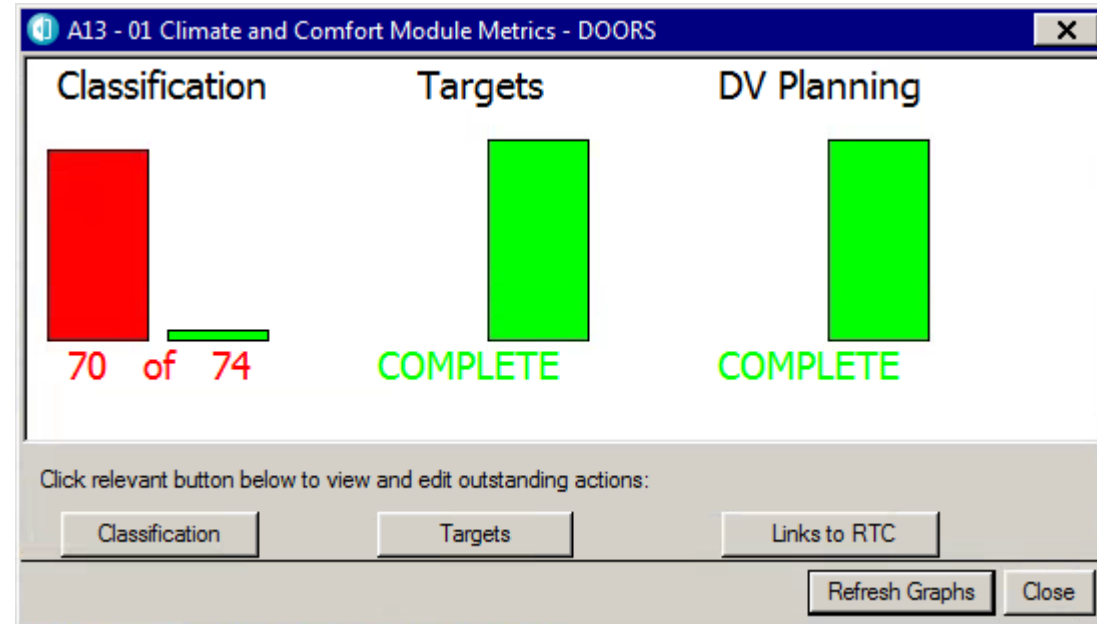 A13 - 01 Climate and Comfort Module Metrics - DOORS
Classification Targets DV Planning
70 of 74 COMPLETE COMPLETE
Click relevant button below to view and edit outstanding actions:
Classification Targets Links to RTC
Refresh Graphs Close